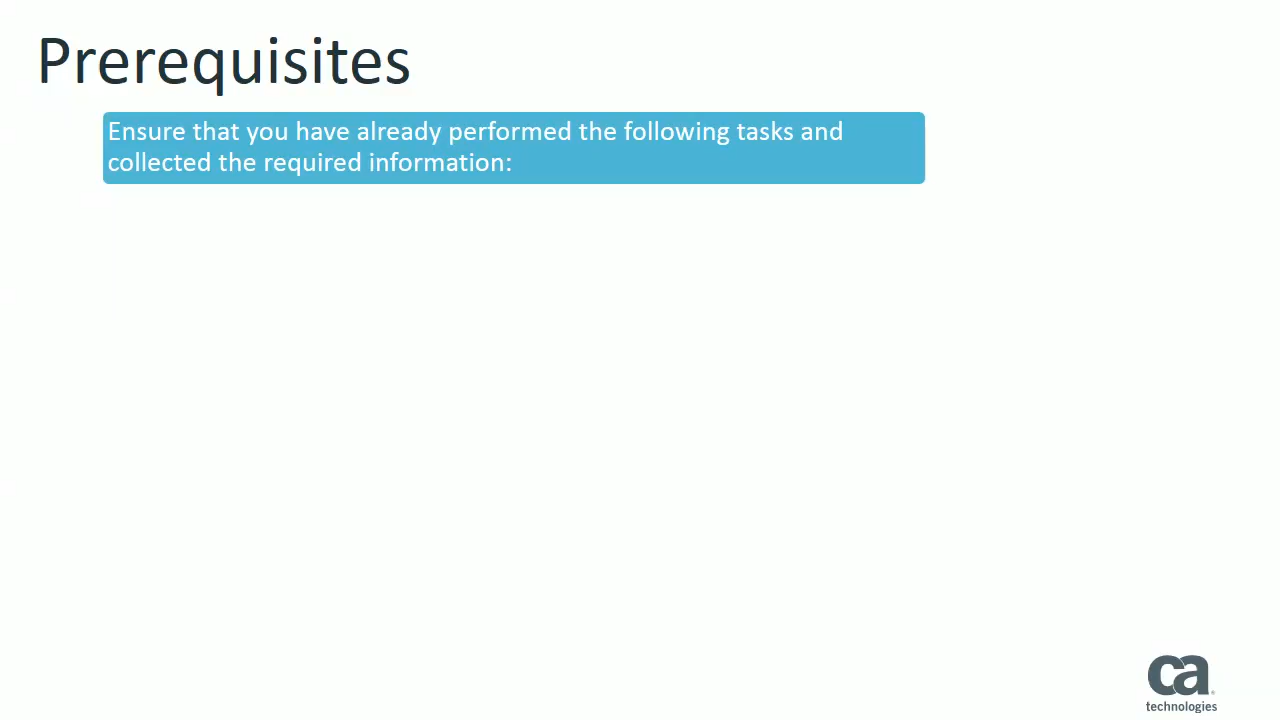 Prerequisites
Ensure that you have already performed the following tasks and
collected the required information:
ca
technologies